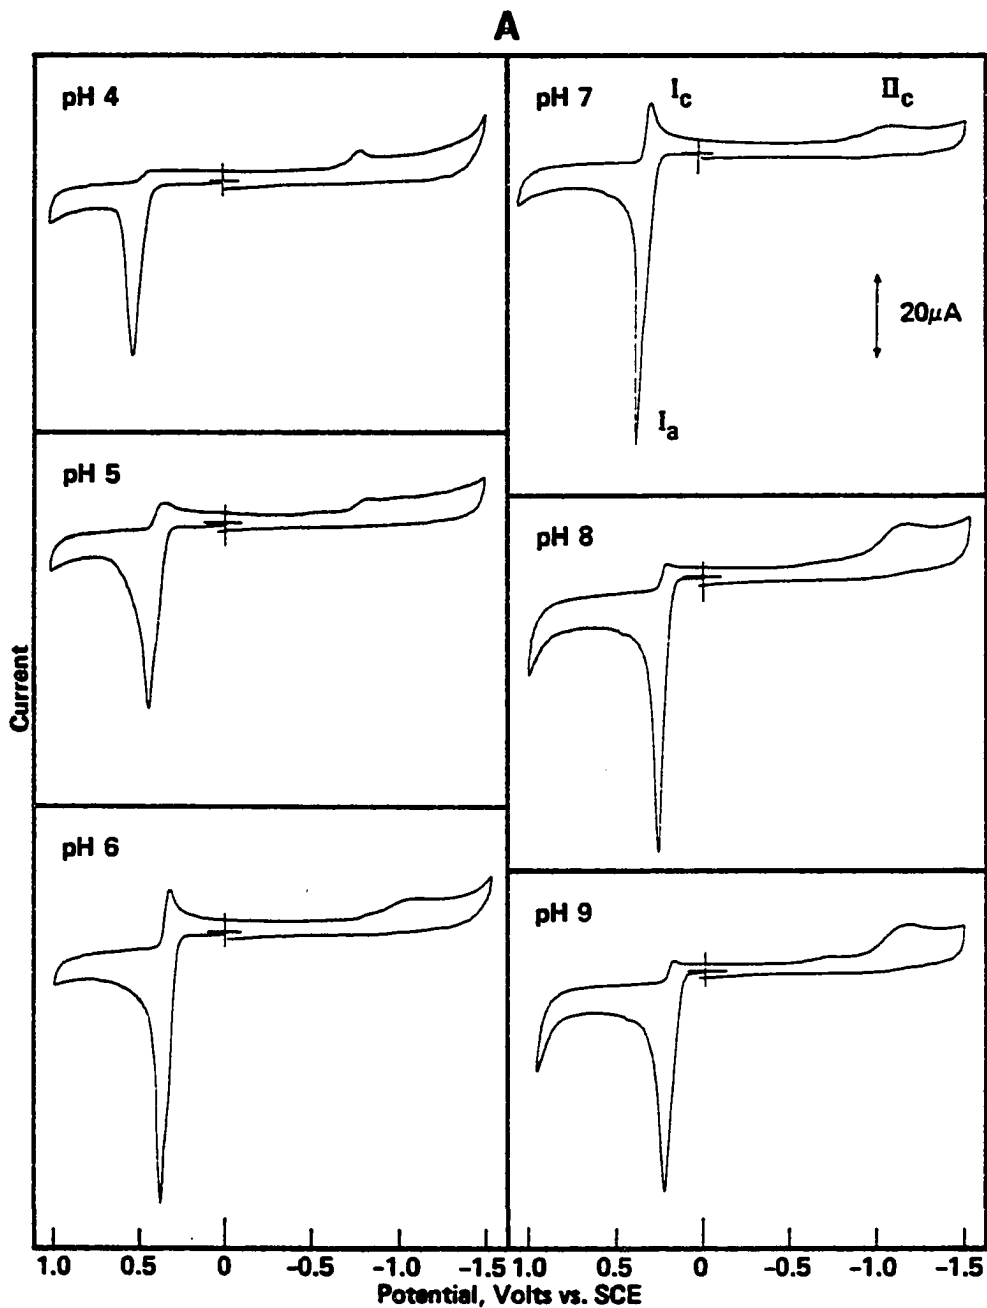 A
pH 4
pH 5
pH 6
pH 7
I_c
II_c
20μA
I_a
pH 8
pH 9
Current
1.0 0.5 0 -0.5 -1.0 -1.5
1.0 0.5 0 -0.5 -1.0 -1.5
Potential, Volts vs. SCE